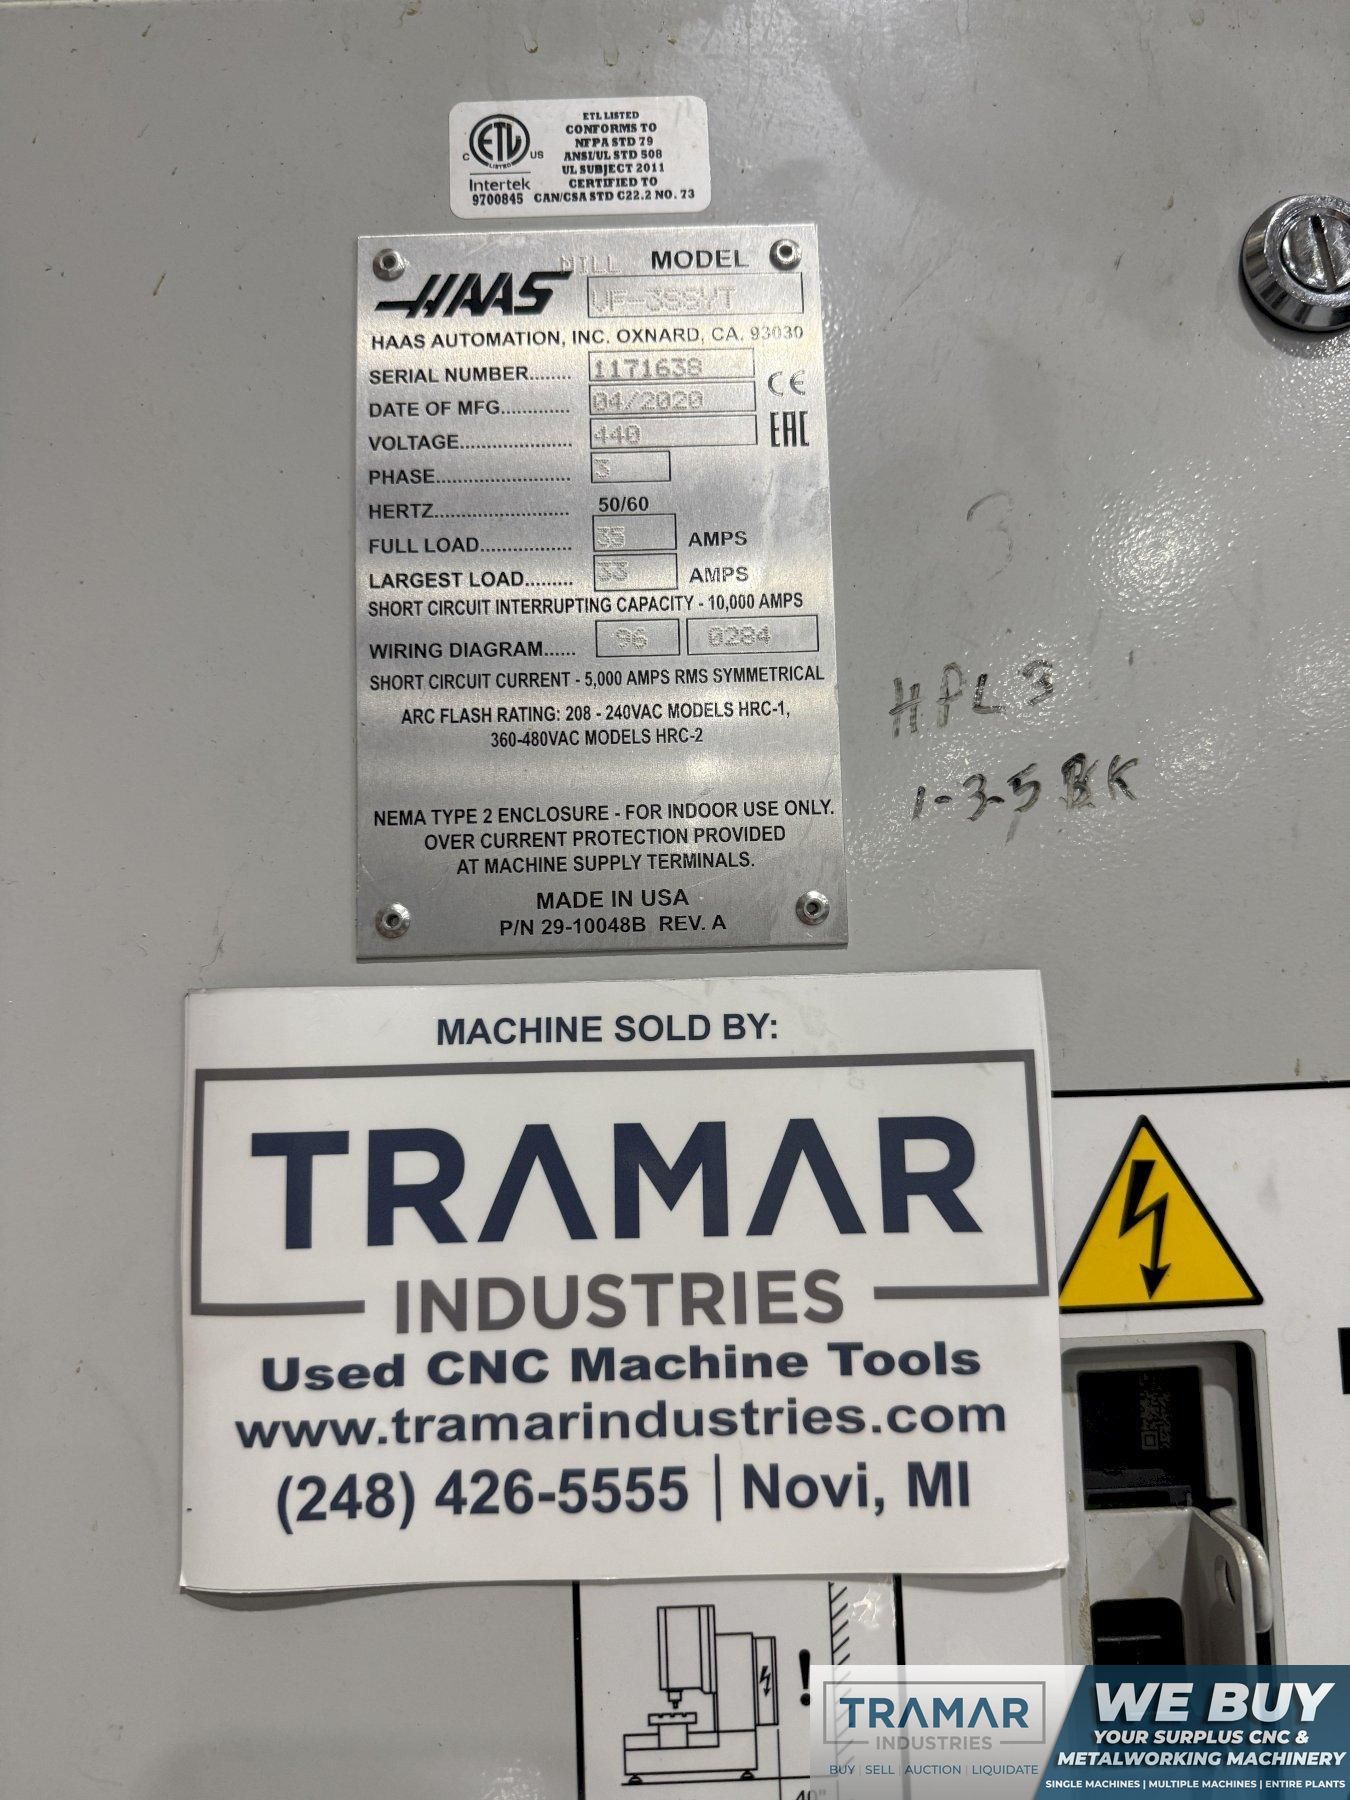 ETL LISTED
CONFORMS TO
NFPA STD 79
ANSI/UL STD 508
UL SUBJECT 2011
CERTIFIED TO
CAN/CSA STD C22.2 NO. 73
C ETL US
LISTED
Intertek
9700845
MILL MODEL
HAAS VF-3SSYT
HAAS AUTOMATION, INC. OXNARD, CA. 93030
SERIAL NUMBER........ 1171638
DATE OF MFG............. 04/2020
CE
VOLTAGE..................... 440
EAC
PHASE......................... 3
HERTZ......................... 50/60
FULL LOAD................. 35 AMPS
LARGEST LOAD......... 33 AMPS
SHORT CIRCUIT INTERRUPTING CAPACITY - 10,000 AMPS
WIRING DIAGRAM...... 96 0284
SHORT CIRCUIT CURRENT - 5,000 AMPS RMS SYMMETRICAL
ARC FLASH RATING: 208 - 240VAC MODELS HRC-1,
360-480VAC MODELS HRC-2
NEMA TYPE 2 ENCLOSURE - FOR INDOOR USE ONLY.
OVER CURRENT PROTECTION PROVIDED
AT MACHINE SUPPLY TERMINALS.
MADE IN USA
P/N 29-10048B REV. A
3
HPL 3
1-3-5 BK
MACHINE SOLD BY:
TRAMAR
INDUSTRIES
Used CNC Machine Tools
www.tramarindustries.com
(248) 426-5555 | Novi, MI
!
40"
TRAMAR
INDUSTRIES
BUY | SELL | AUCTION | LIQUIDATE
WE BUY
YOUR SURPLUS CNC &
METALWORKING MACHINERY
SINGLE MACHINES | MULTIPLE MACHINES | ENTIRE PLANTS